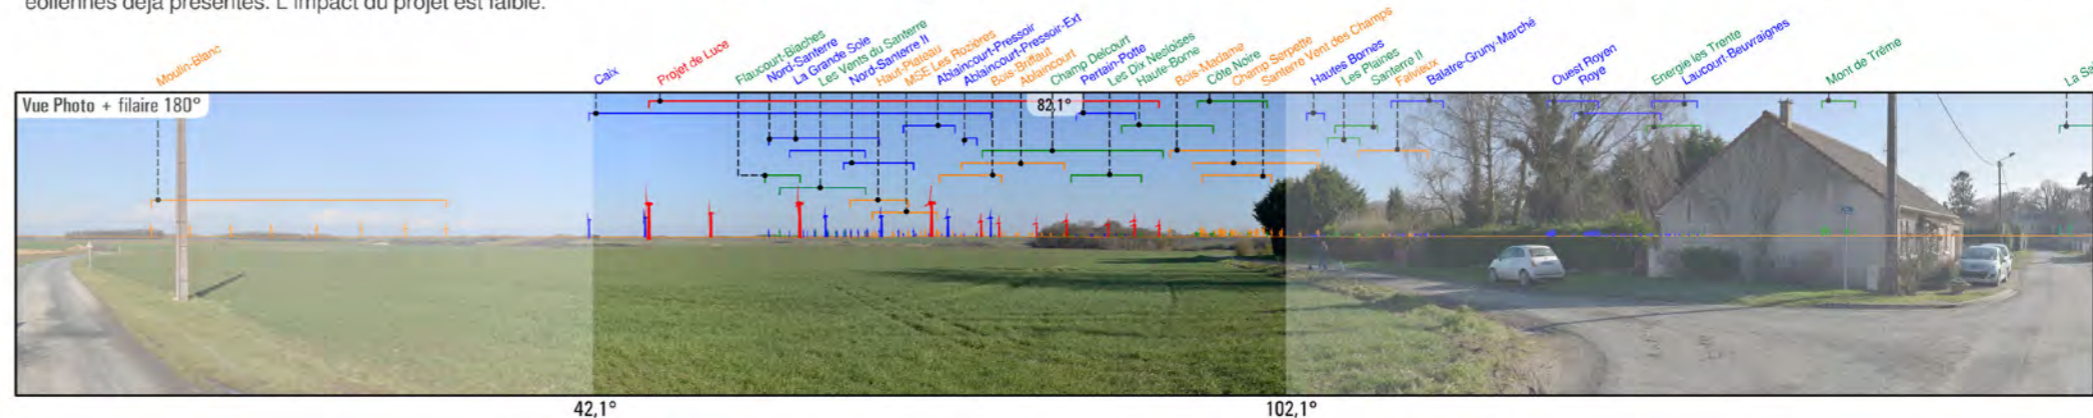 éoliennes déjà présentes. L'impact du projet est faible.
Moulin-Blanc
Caix
Projet de Luce
Flaucourt-Biaches
Nord-Santerre
La Grande Sole
Les Vents du Santerre
Nord-Santerre II
Haut-Plateau
MSE Les Rozières
Ablaincourt-Pressoir
Ablaincourt-Pressoir-Ext
Bois-Briffaut
Ablaincourt
Champ Delcourt
Pertain-Potte
Les Dix Nesloises
Haute-Borne
Bois-Madame
Côte Noire
Champ Serpette
Santerre Vent des Champs
Hautes Bornes
Les Plaines
Santerre II
Falvieux
Balatre-Gruny-Marché
Ouest Royen
Roye
Energie les Trente
Laucourt-Beuvraignes
Mont de Trême
La Sa
Vue Photo + filaire 180°
82,1°
42,1°
102,1°